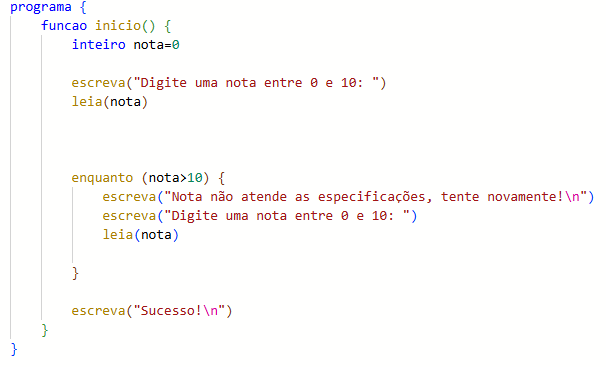 programa {
funcao inicio() {
inteiro nota=0
escreva("Digite uma nota entre 0 e 10: ")
leia(nota)
enquanto (nota>10) {
escreva("Nota não atende as especificações, tente novamente!\n")
escreva("Digite uma nota entre 0 e 10: ")
leia(nota)
}
escreva("Sucesso!\n")
}
}